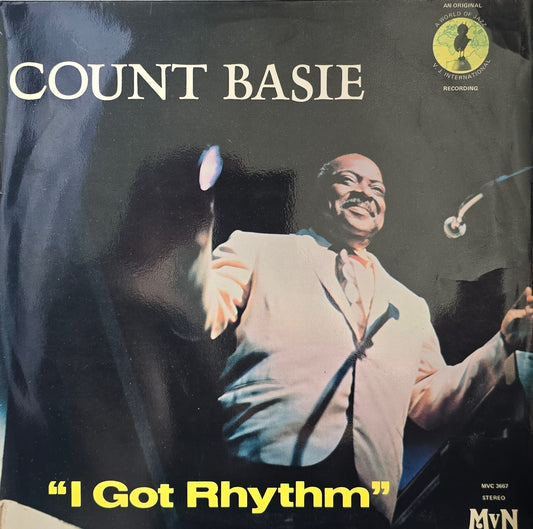 AN ORIGINAL
A WORLD OF JAZZ
V. J. INTERNATIONAL
RECORDING
COUNT BASIE
"I Got Rhythm"
MVC 3667
STEREO
MvN